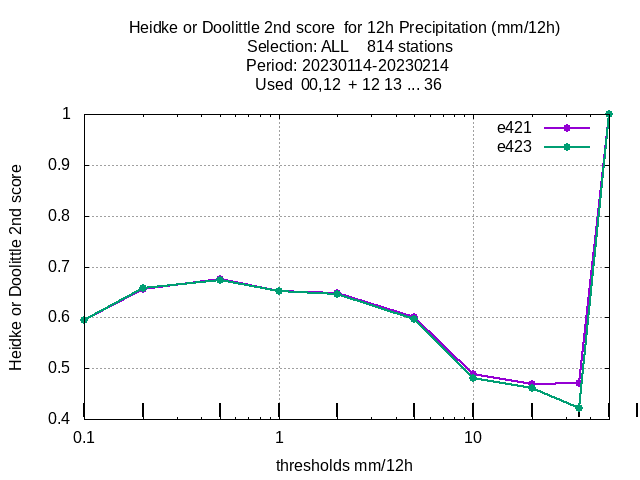 Heidke or Doolittle 2nd score  for 12h Precipitation (mm/12h)
Selection: ALL    814 stations
Period: 20230114-20230214
Used  00,12  + 12 13 ... 36
e421
e423
1
0.9
0.8
0.7
0.6
0.5
0.4
Heidke or Doolittle 2nd score
0.1
1
10
thresholds mm/12h